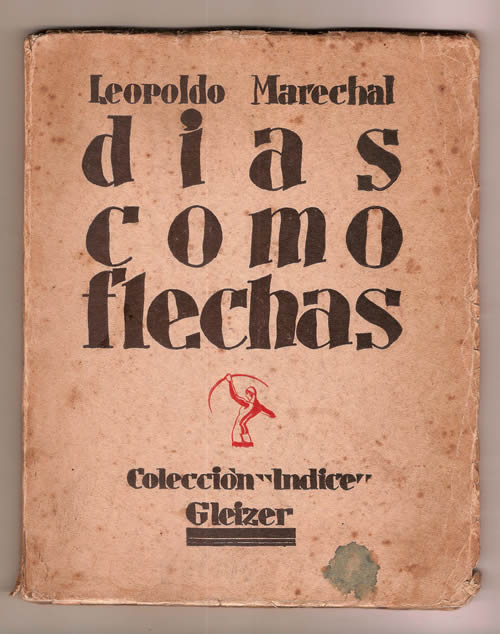 Leopoldo Marechal
dias
como
flechas
Colecciòn "Indice"
Gleizer